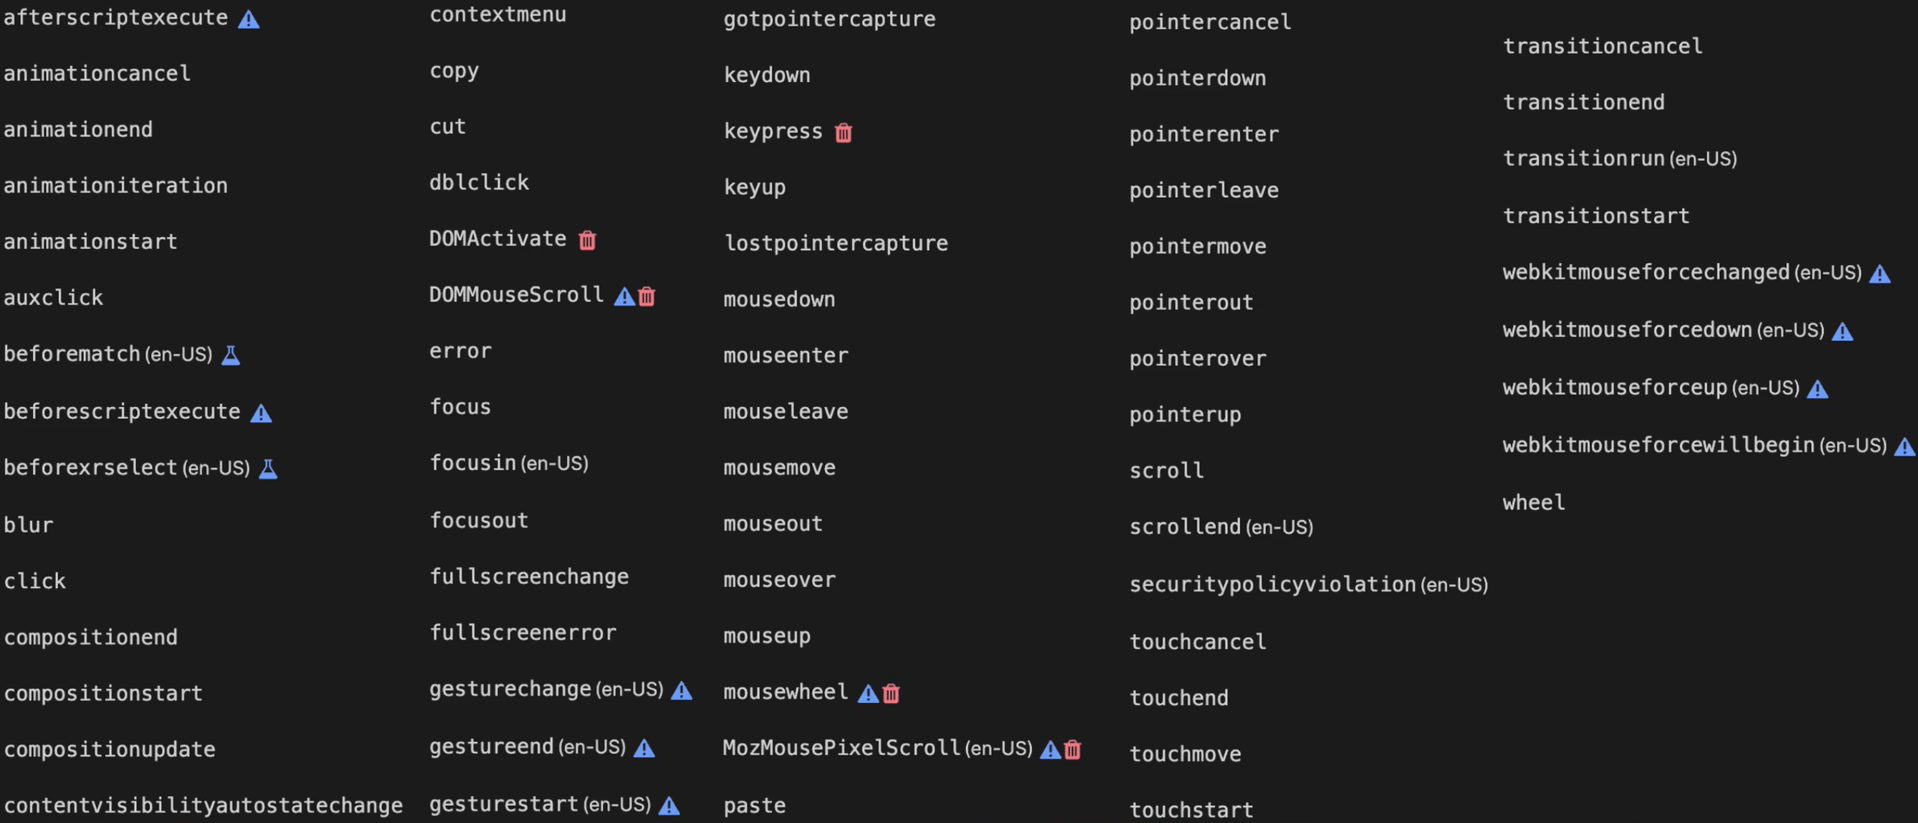 afterscriptexecute
animationcancel
animationend
animationiteration
animationstart
auxclick
beforematch (en-US)
beforescriptexecute
beforexrselect (en-US)
blur
click
compositionend
compositionstart
compositionupdate
contentvisibilityautostatechange
contextmenu
copy
cut
dblclick
DOMActivate
DOMMouseScroll
error
focus
focusin (en-US)
focusout
fullscreenchange
fullscreenerror
gesturechange (en-US)
gestureend (en-US)
gesturestart (en-US)
gotpointercapture
keydown
keypress
keyup
lostpointercapture
mousedown
mouseenter
mouseleave
mousemove
mouseout
mouseover
mouseup
mousewheel
MozMousePixelScroll (en-US)
paste
pointercancel
pointerdown
pointerenter
pointerleave
pointermove
pointerout
pointerover
pointerup
scroll
scrollend (en-US)
securitypolicyviolation (en-US)
touchcancel
touchend
touchmove
touchstart
transitioncancel
transitionend
transitionrun (en-US)
transitionstart
webkitmouseforcechanged (en-US)
webkitmouseforcedown (en-US)
webkitmouseforceup (en-US)
webkitmouseforcewillbegin (en-US)
wheel